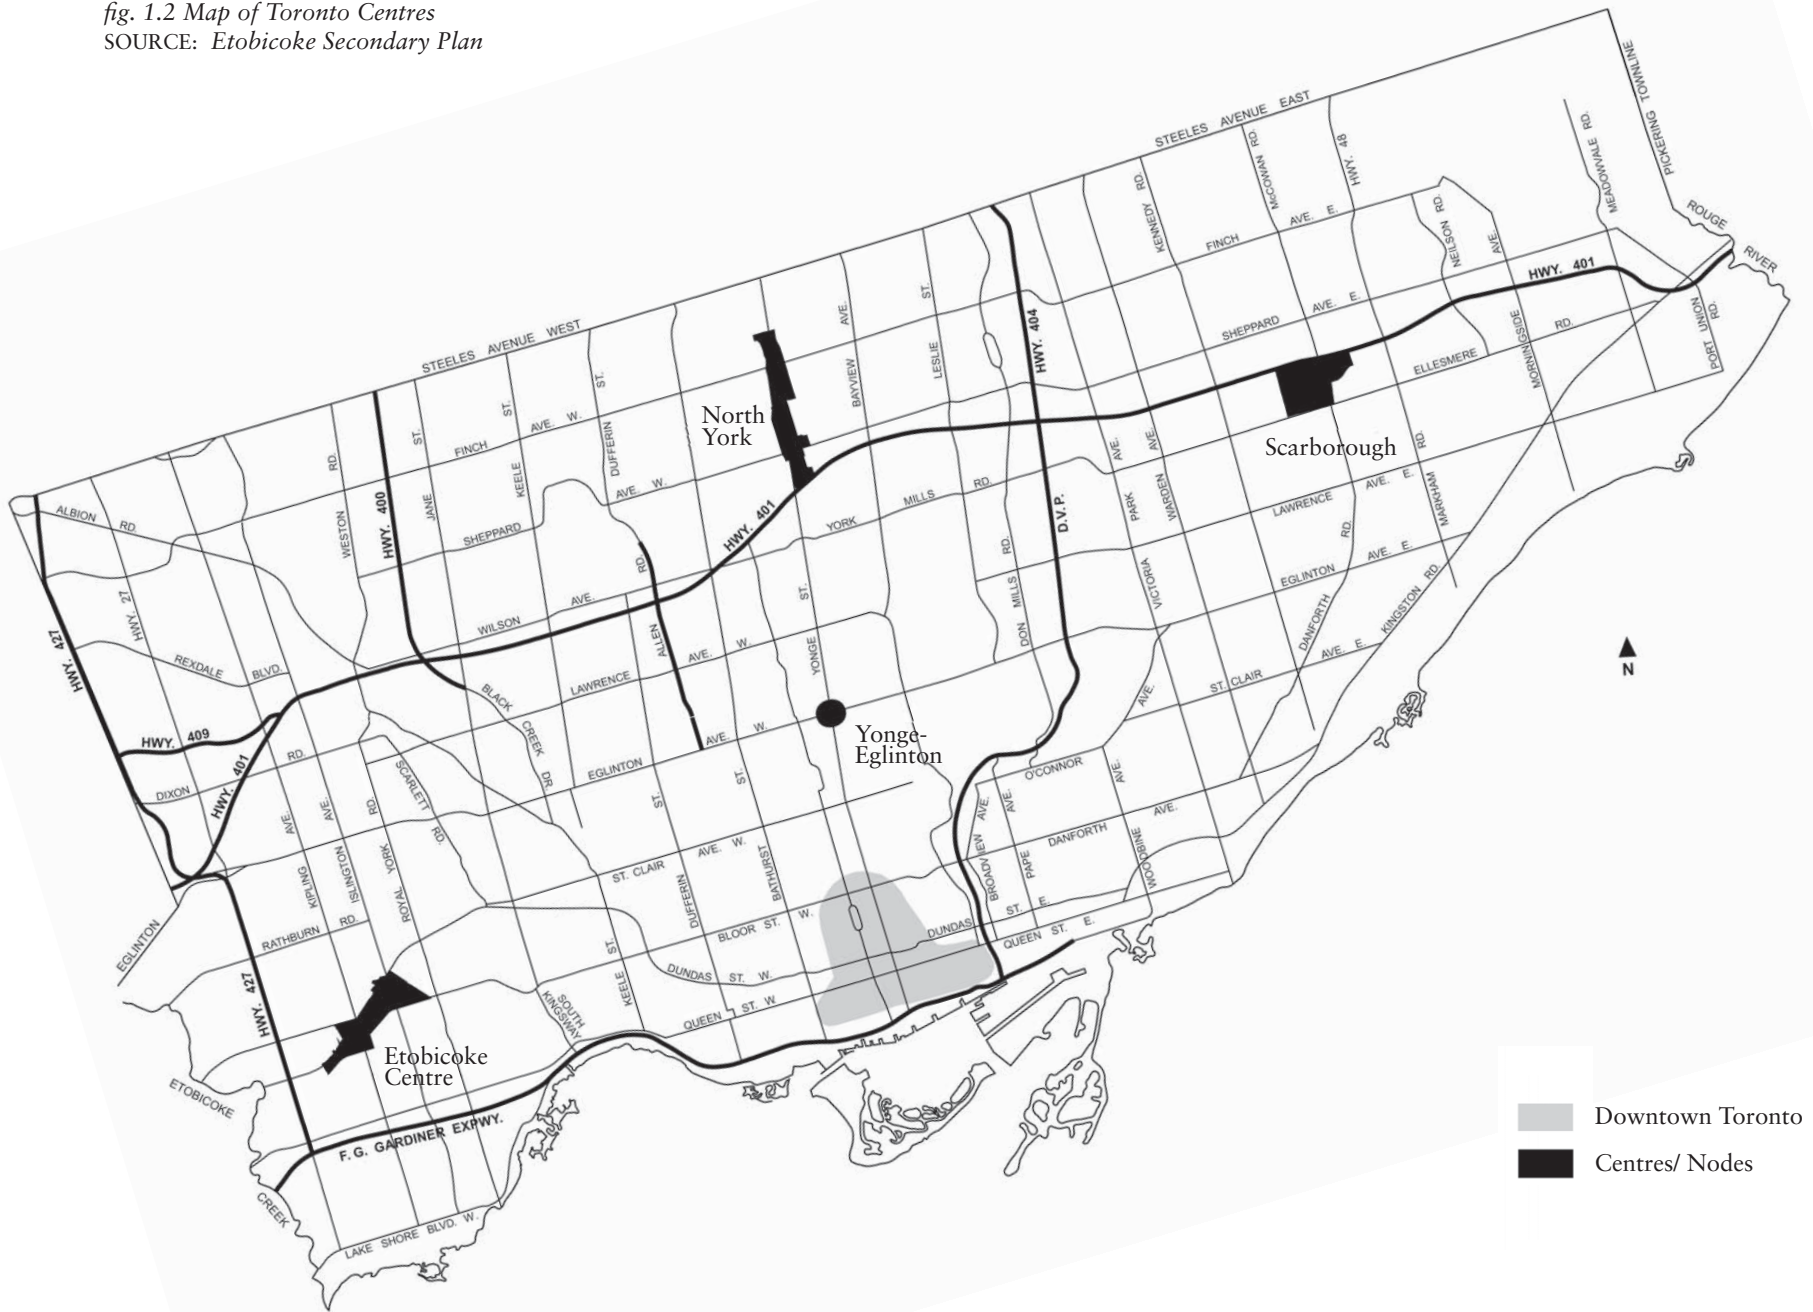 fig. 1.2 Map of Toronto Centres
SOURCE: Etobicoke Secondary Plan
PICKERING TOWNLINE
STEELES AVENUE EAST
MEADOWVALE RD.
McCOWAN RD.
HWY. 48
KENNEDY RD.
NEILSON RD.
ROUGE
RIVER
FINCH AVE. E.
AVE.
HWY. 401
STEELES AVENUE WEST
AVE.
ST.
HWY. 404
SHEPPARD AVE. E.
PORT UNION RD.
MORNINGSIDE
RD.
BAYVIEW
LESLIE
ELLESMERE
North
York
ST.
FINCH AVE. W.
ST.
ST.
DUFFERIN
Scarborough
RD.
AVE.
AVE.
RD.
WESTON
HWY. 400
JANE
KEELE
SHEPPARD
AVE. W.
HWY. 401
YORK
MILLS
RD.
D.V.P.
PARK
WARDEN
LAWRENCE AVE. E.
MARKHAM
ALBION RD.
RD.
RD.
RD.
EGLINTON AVE. E.
HWY. 27
WILSON AVE.
ST.
DON MILLS
VICTORIA
DANFORTH
KINGSTON RD.
HWY. 427
REXDALE BLVD.
ALLEN
AVE. W.
YONGE
AVE. E.
N
LAWRENCE
ST. CLAIR
BLACK
CREEK
DR.
AVE.
HWY. 409
AVE. W.
Yonge-
Eglinton
HWY. 401
DIXON
RD.
SCARLETT
RD.
EGLINTON
ST.
ST.
O'CONNOR
AVE.
AVE.
AVE.
RD.
AVE.
AVE.
AVE.
DANFORTH
AVE.
KIPLING
ISLINGTON
ROYAL YORK
ST. CLAIR
AVE. W.
BATHURST
DUFFERIN
BROADVIEW
PAPE
WOODBINE
EGLINTON
RATHBURN RD.
BLOOR ST. W.
DUNDAS
ST. E.
QUEEN ST. E.
HWY. 427
ST.
KEELE
DUNDAS ST. W.
SOUTH
KINGSWAY
QUEEN ST. W.
Etobicoke
Centre
ETOBICOKE
CREEK
F. G. GARDINER EXPWY.
LAKE SHORE BLVD. W.
Downtown Toronto
Centres/ Nodes